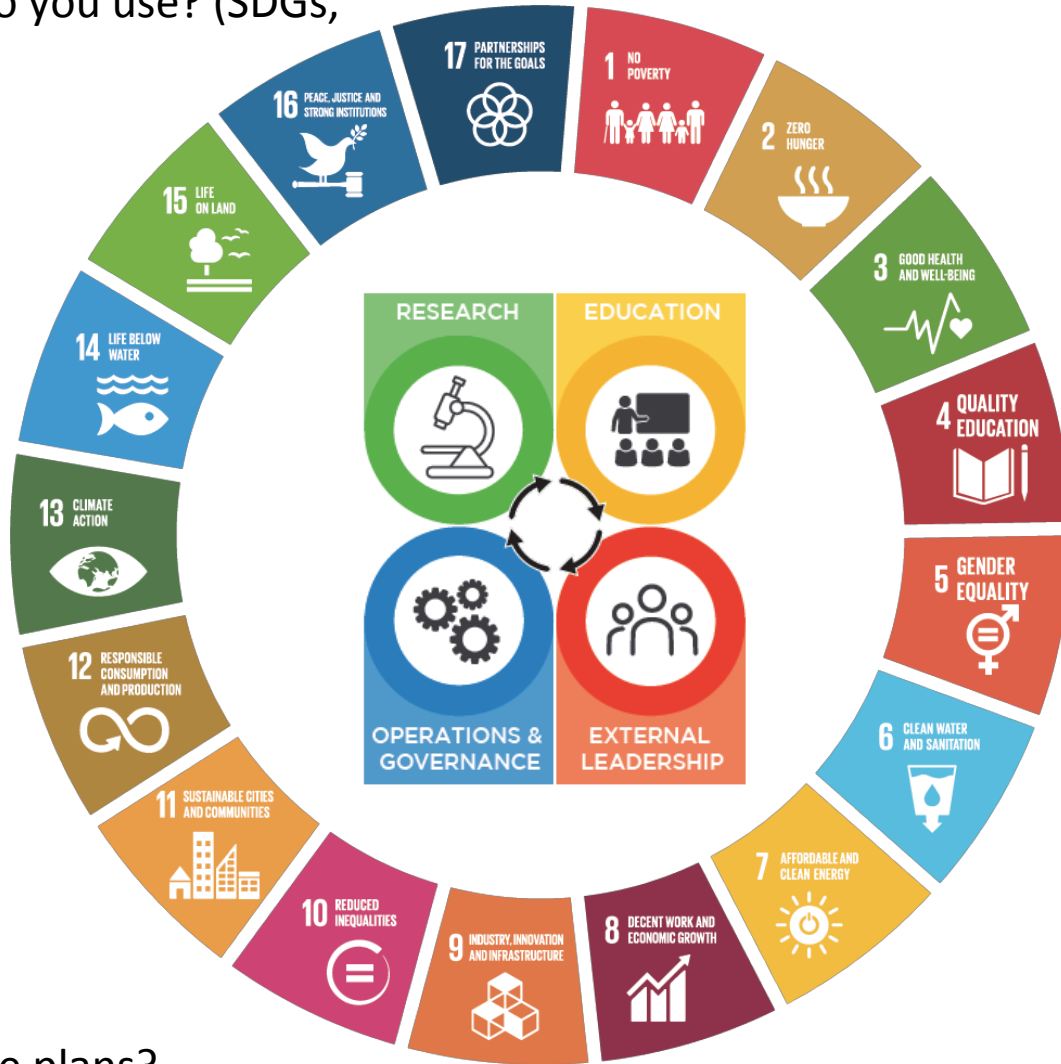 o you use? (SDGs,
17 PARTNERSHIPS
FOR THE GOALS
1 NO
POVERTY
2 ZERO
HUNGER
3 GOOD HEALTH
AND WELL-BEING
4 QUALITY
EDUCATION
5 GENDER
EQUALITY
6 CLEAN WATER
AND SANITATION
7 AFFORDABLE AND
CLEAN ENERGY
8 DECENT WORK AND
ECONOMIC GROWTH
9 INDUSTRY, INNOVATION
AND INFRASTRUCTURE
10 REDUCED
INEQUALITIES
11 SUSTAINABLE CITIES
AND COMMUNITIES
12 RESPONSIBLE
CONSUMPTION
AND PRODUCTION
13 CLIMATE
ACTION
14 LIFE BELOW
WATER
15 LIFE
ON LAND
16 PEACE, JUSTICE AND
STRONG INSTITUTIONS
RESEARCH
EDUCATION
OPERATIONS &
GOVERNANCE
EXTERNAL
LEADERSHIP
plans?